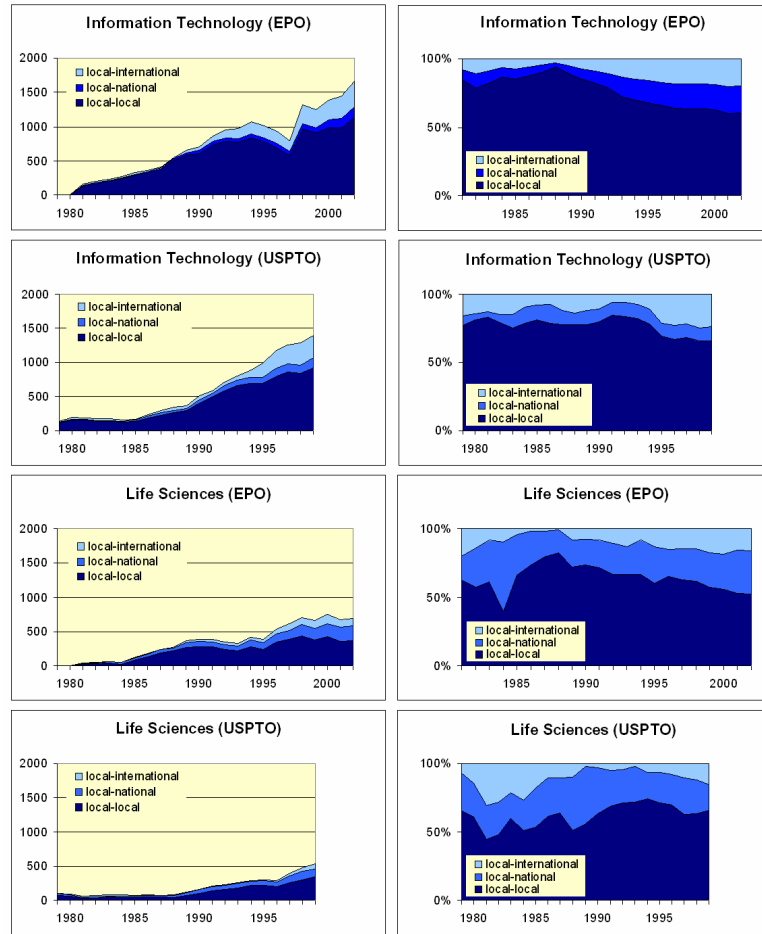 Information Technology (EPO)
2000
1500
1000
500
0
local-international
local-national
local-local
1980 1985 1990 1995 2000
Information Technology (EPO)
100%
50%
0%
local-international
local-national
local-local
1985 1990 1995 2000
Information Technology (USPTO)
2000
1500
1000
500
0
local-international
local-national
local-local
1980 1985 1990 1995
Information Technology (USPTO)
100%
50%
0%
local-international
local-national
local-local
1980 1985 1990 1995
Life Sciences (EPO)
2000
1500
1000
500
0
local-international
local-national
local-local
1980 1985 1990 1995 2000
Life Sciences (EPO)
100%
50%
0%
local-international
local-national
local-local
1985 1990 1995 2000
Life Sciences (USPTO)
2000
1500
1000
500
0
local-international
local-national
local-local
1980 1985 1990 1995
Life Sciences (USPTO)
100%
50%
0%
local-international
local-national
local-local
1980 1985 1990 1995